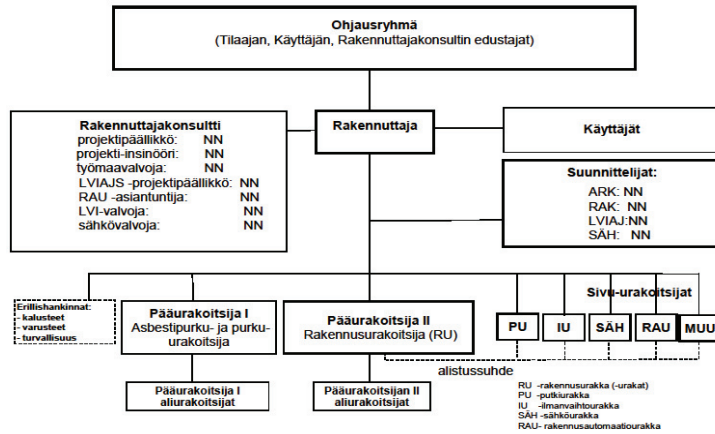 Ohjausryhmä
(Tilaajan, Käyttäjän, Rakennuttajakonsultin edustajat)
Rakennuttajakonsultti
projektipäällikkö: NN
projekti-insinööri: NN
työmaavalvoja: NN
LVIAJS -projektipäällikkö: NN
RAU -asiantuntija: NN
LVI-valvoja: NN
sähkövalvoja: NN
Rakennuttaja
Käyttäjät
Suunnittelijat:
ARK: NN
RAK: NN
LVIAJ:NN
SÄH: NN
Erillishankinnat:
- kalusteet
- varusteet
- turvallisuus
Pääurakoitsija I
Asbestipurku- ja purku-
urakoitsija
Pääurakoitsija II
Rakennusurakoitsija (RU)
Sivu-urakoitsijat
PU
IU
SÄH
RAU
MUU
alistussuhde
Pääurakoitsija I
aliurakoitsijat
Pääurakoitsijan II
aliurakoitsijat
RU -rakennusurakka (-urakat)
PU -putkiurakka
IU -ilmanvaihtourakka
SÄH -sähköurakka
RAU- rakennusautomaatiourakka